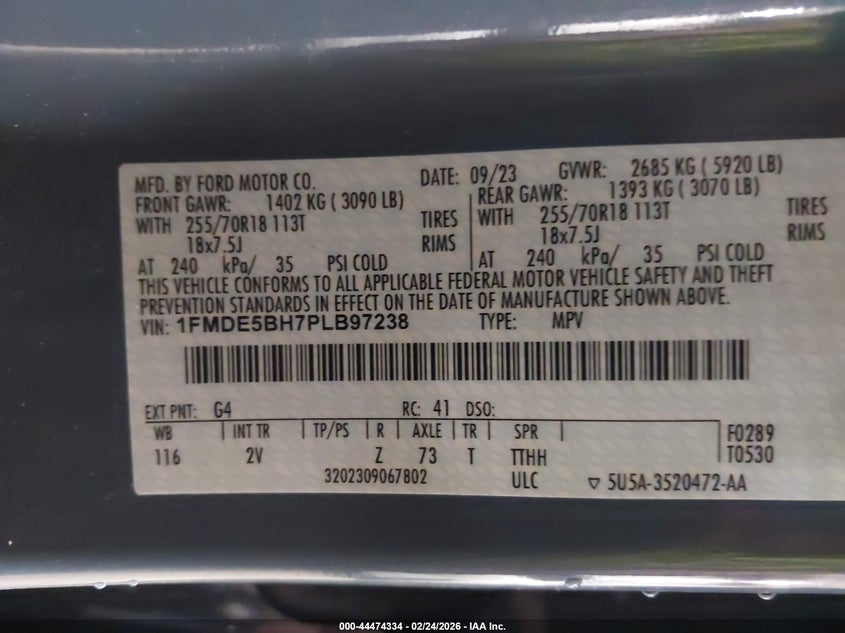 MFD. BY FORD MOTOR CO. DATE: 09/23 GVWR: 2685 KG ( 5920 LB)
FRONT GAWR: 1402 KG ( 3090 LB) REAR GAWR: 1393 KG ( 3070 LB)
WITH 255/70R18 113T TIRES WITH 255/70R18 113T TIRES
18x7.5J RIMS 18x7.5J RIMS
AT 240 kPa/ 35 PSI COLD AT 240 kPa/ 35 PSI COLD
THIS VEHICLE CONFORMS TO ALL APPLICABLE FEDERAL MOTOR VEHICLE SAFETY AND THEFT
PREVENTION STANDARDS IN EFFECT ON THE DATE OF MANUFACTURE SHOWN ABOVE.
VIN: 1FMDE5BH7PLB97238 TYPE: MPV
EXT PNT: G4 RC: 41 DSO:
WB INT TR TP/PS R AXLE TR SPR F0289
116 2V Z 73 T TTHH T0530
3202309067802 ULC ▽ 5U5A-3520472-AA
000-44474334 | 02/24/2026 - IAA Inc.